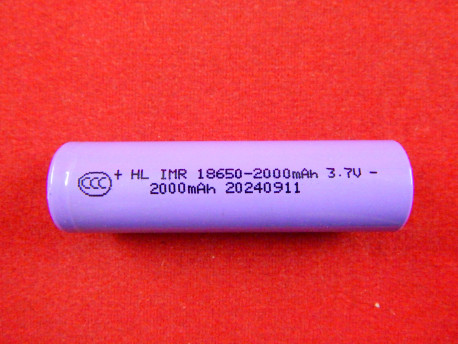 CCC + HL IMR 18650-2000mAh 3.7V -
2000mAh 20240911